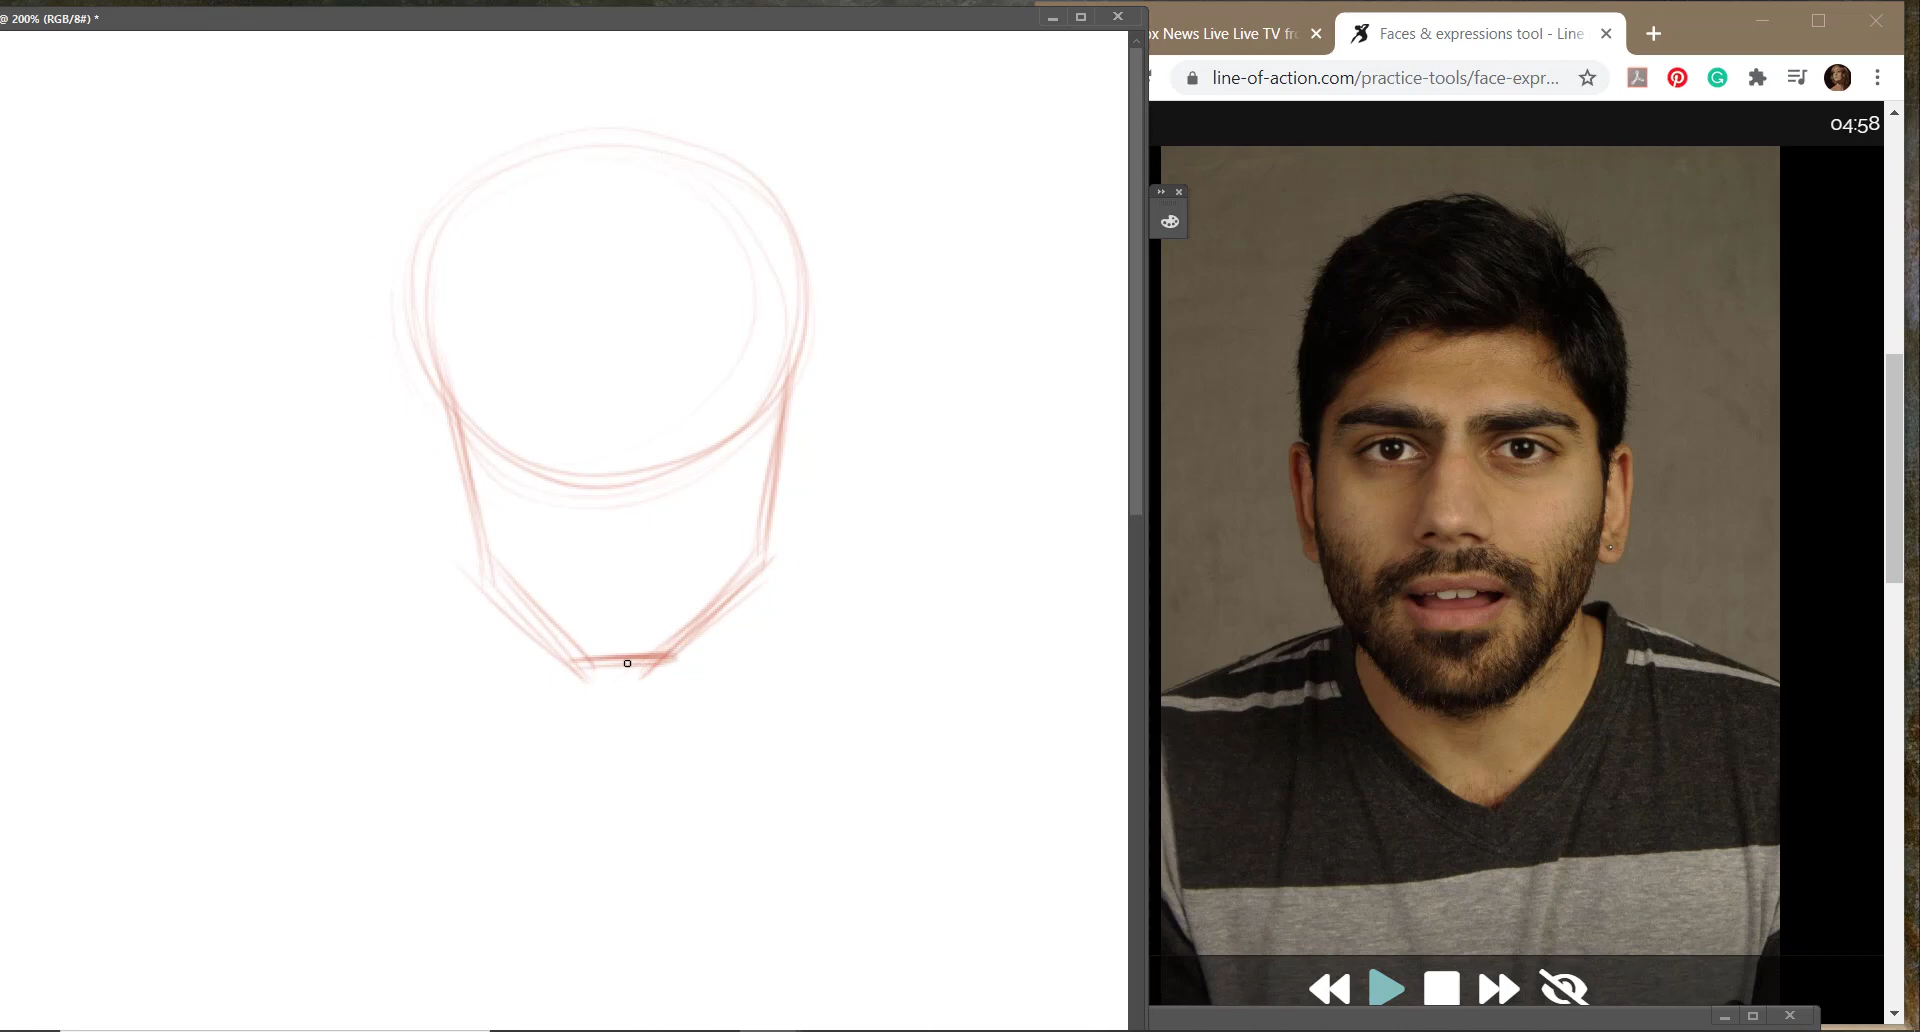 @ 200% (RGB/8#) *
ox News Live Live TV fr
Faces & expressions tool - Line
line-of-action.com/practice-tools/face-expr...
04:58